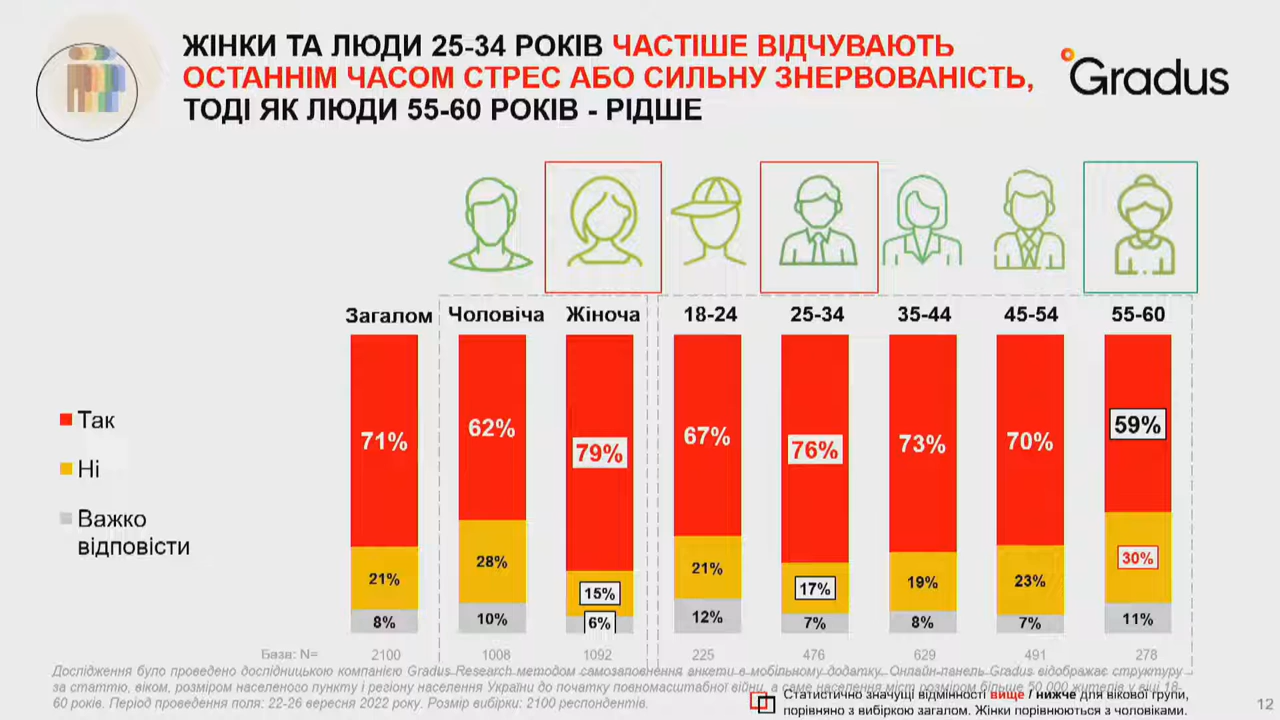 ЖІНКИ ТА ЛЮДИ 25-34 РОКІВ ЧАСТІШЕ ВІДЧУВАЮТЬ
ОСТАННІМ ЧАСОМ СТРЕС АБО СИЛЬНУ ЗНЕРВОВАНІСТЬ,
ТОДІ ЯК ЛЮДИ 55-60 РОКІВ - РІДШЕ
Gradus
Загалом Чоловіча Жіноча 18-24 25-34 35-44 45-54 55-60
Так
Ні
Важко
відповісти
71% 62% 79% 67% 76% 73% 70% 59%
21% 28% 15% 21% 17% 19% 23% 30%
8% 10% 6% 12% 7% 8% 7% 11%
База: N= 2100 1008 1092 225 476 629 491 278
Дослідження було проведено дослідницькою компанією Gradus Research методом самозаповнення анкети в мобільному додатку. Онлайн-панель Gradus відображає структуру
за статтю, віком, розміром населеного пункту і регіону населення України до початку повномасштабної війни, а саме населення міст розміром більше 50 000 жителів у віці 18-
60 років. Період проведення поля: 22-26 вересня 2022 року. Розмір вибірки: 2100 респондентів.
Статистично значущі відмінності вище / нижче для вікової групи,
порівняно з вибіркою загалом. Жінки порівнюються з чоловіками.
12